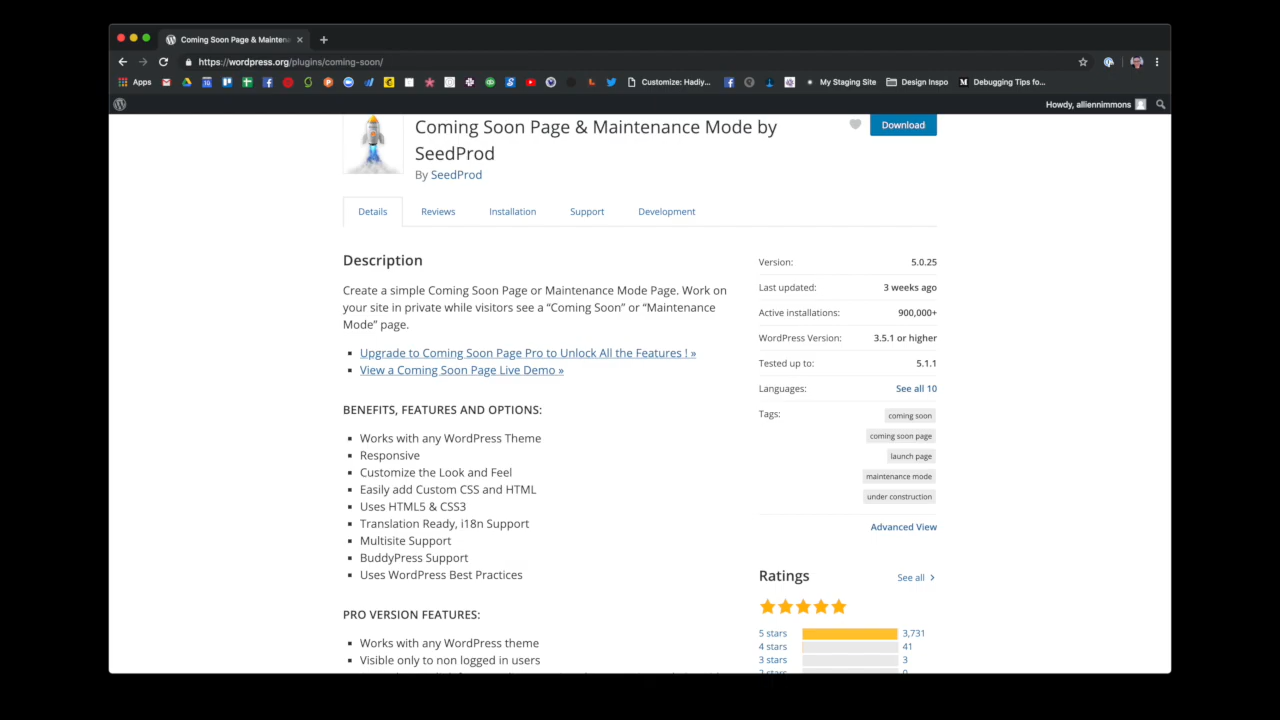 Coming Soon Page & Mainten
https://wordpress.org/plugins/coming-soon/
Apps
Customize: Hadiy...
My Staging Site
Design Inspo
Debugging Tips fo...
Howdy, alliennimmons
Coming Soon Page & Maintenance Mode by
SeedProd
By SeedProd
Download
Details
Reviews
Installation
Support
Development
Description
Create a simple Coming Soon Page or Maintenance Mode Page. Work on
your site in private while visitors see a “Coming Soon” or “Maintenance
Mode” page.
Upgrade to Coming Soon Page Pro to Unlock All the Features ! »
View a Coming Soon Page Live Demo »
BENEFITS, FEATURES AND OPTIONS:
Works with any WordPress Theme
Responsive
Customize the Look and Feel
Easily add Custom CSS and HTML
Uses HTML5 & CSS3
Translation Ready, i18n Support
Multisite Support
BuddyPress Support
Uses WordPress Best Practices
PRO VERSION FEATURES:
Works with any WordPress theme
Visible only to non logged in users
Version: 5.0.25
Last updated: 3 weeks ago
Active installations: 900,000+
WordPress Version: 3.5.1 or higher
Tested up to: 5.1.1
Languages: See all 10
Tags: coming soon
coming soon page
launch page
maintenance mode
under construction
Advanced View
Ratings
See all
5 stars 3,731
4 stars 41
3 stars 3